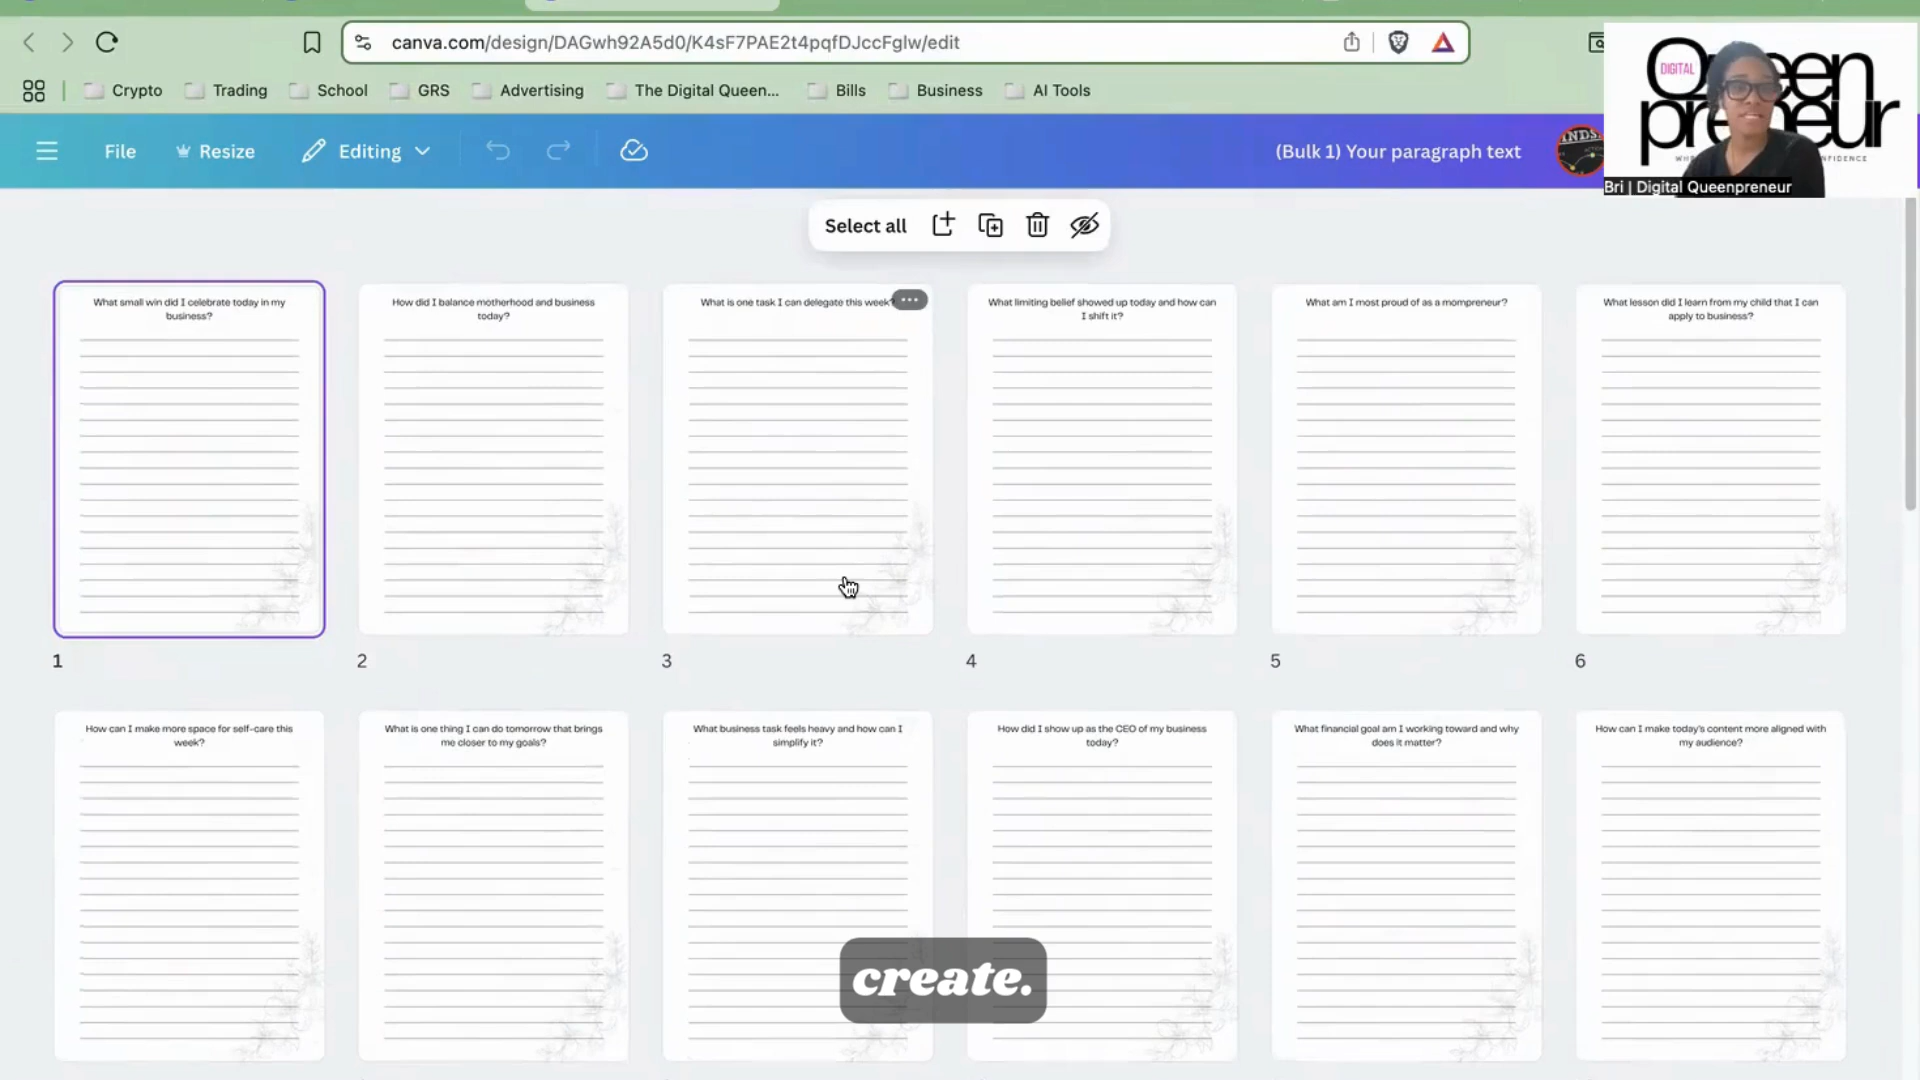 canva.com/design/DAGwh92A5d0/K4sF7PAE2t4pqfDJccFglw/edit
Crypto
Trading
School
GRS
Advertising
The Digital Queen...
Bills
Business
AI Tools
File
Resize
Editing
(Bulk 1) Your paragraph text
DIGITAL
Queen
preneur
Bri | Digital Queenpreneur
Select all
What small win did I celebrate today in my
business?
How did I balance motherhood and business
today?
What is one task I can delegate this week?
What limiting belief showed up today and how can
I shift it?
What am I most proud of as a mompreneur?
What lesson did I learn from my child that I can
apply to business?
1
2
3
4
5
6
How can I make more space for self-care this
week?
What is one thing I can do tomorrow that brings
me closer to my goals?
What business task feels heavy and how can I
simplify it?
How did I show up as the CEO of my business
today?
What financial goal am I working toward and why
does it matter?
How can I make today's content more aligned with
my audience?
create.